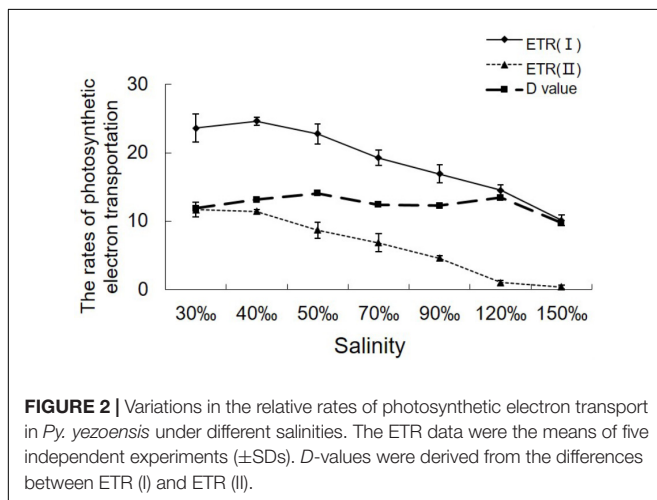 ETR(Ⅰ)
ETR(Ⅱ)
D value
The rates of photosynthetic
electron transportation
30
20
10
0
30‰ 40‰ 50‰ 70‰ 90‰ 120‰ 150‰
Salinity
FIGURE 2 | Variations in the relative rates of photosynthetic electron transport
in Py. yezoensis under different salinities. The ETR data were the means of five
independent experiments (±SDs). D-values were derived from the differences
between ETR (I) and ETR (II).